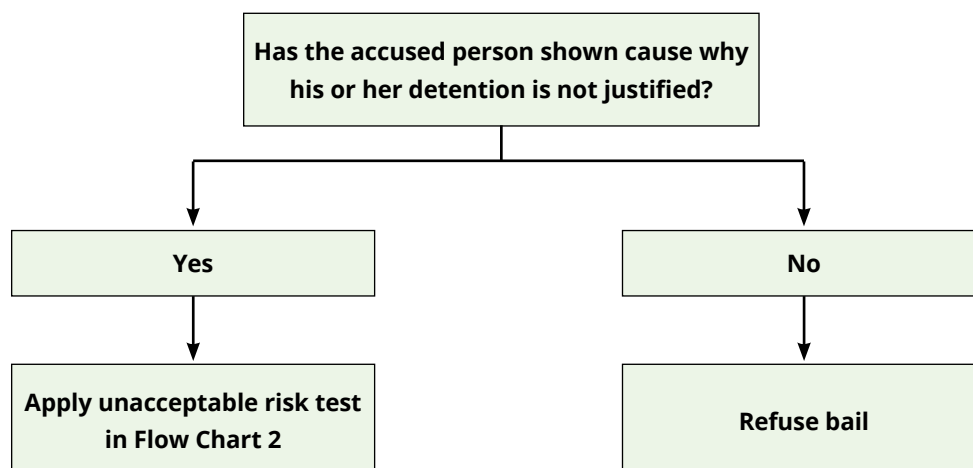 Has the accused person shown cause why
his or her detention is not justified?
Yes
No
Apply unacceptable risk test
in Flow Chart 2
Refuse bail